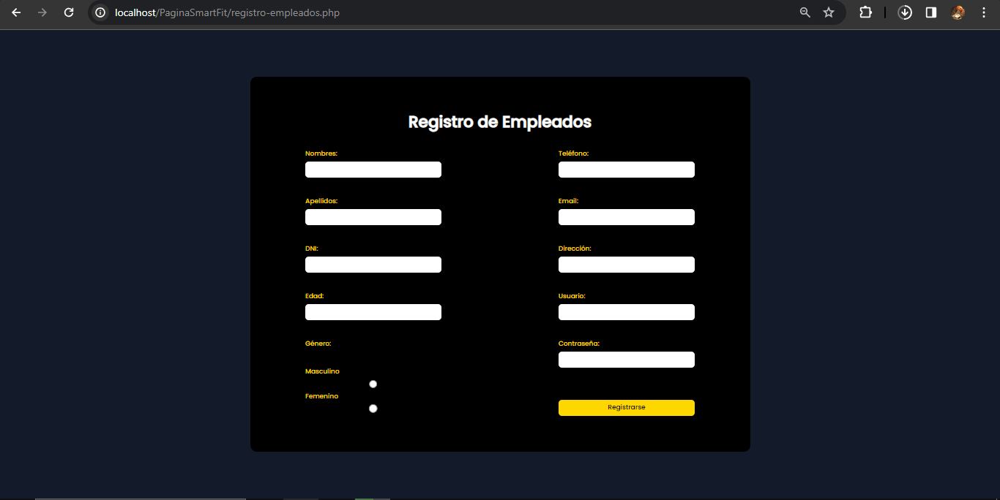 localhost/PaginaSmartFit/registro-empleados.php
Registro de Empleados
Nombres:
Teléfono:
Apellidos:
Email:
DNI:
Dirección:
Edad:
Usuario:
Género:
Contraseña:
Masculino
Femenino
Registrarse